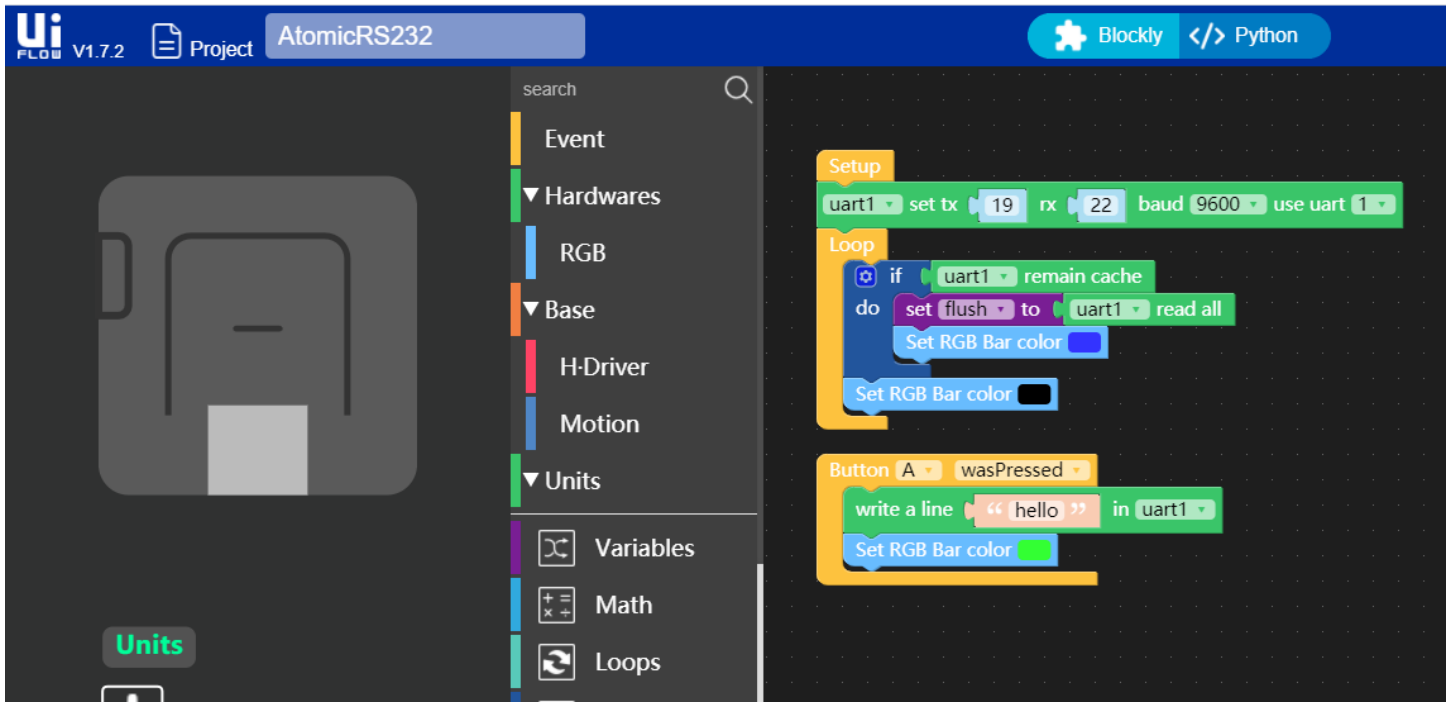 Ui FLOW V1.7.2 Project AtomicRS232 Blockly </> Python
search
Event
Hardwares
RGB
Base
H·Driver
Motion
Units
Variables
Math
Loops
Units
Setup
uart1 set tx 19 rx 22 baud 9600 use uart 1
Loop
if uart1 remain cache
do set flush to uart1 read all
Set RGB Bar color
Set RGB Bar color
Button A wasPressed
write a line “ hello ” in uart1
Set RGB Bar color